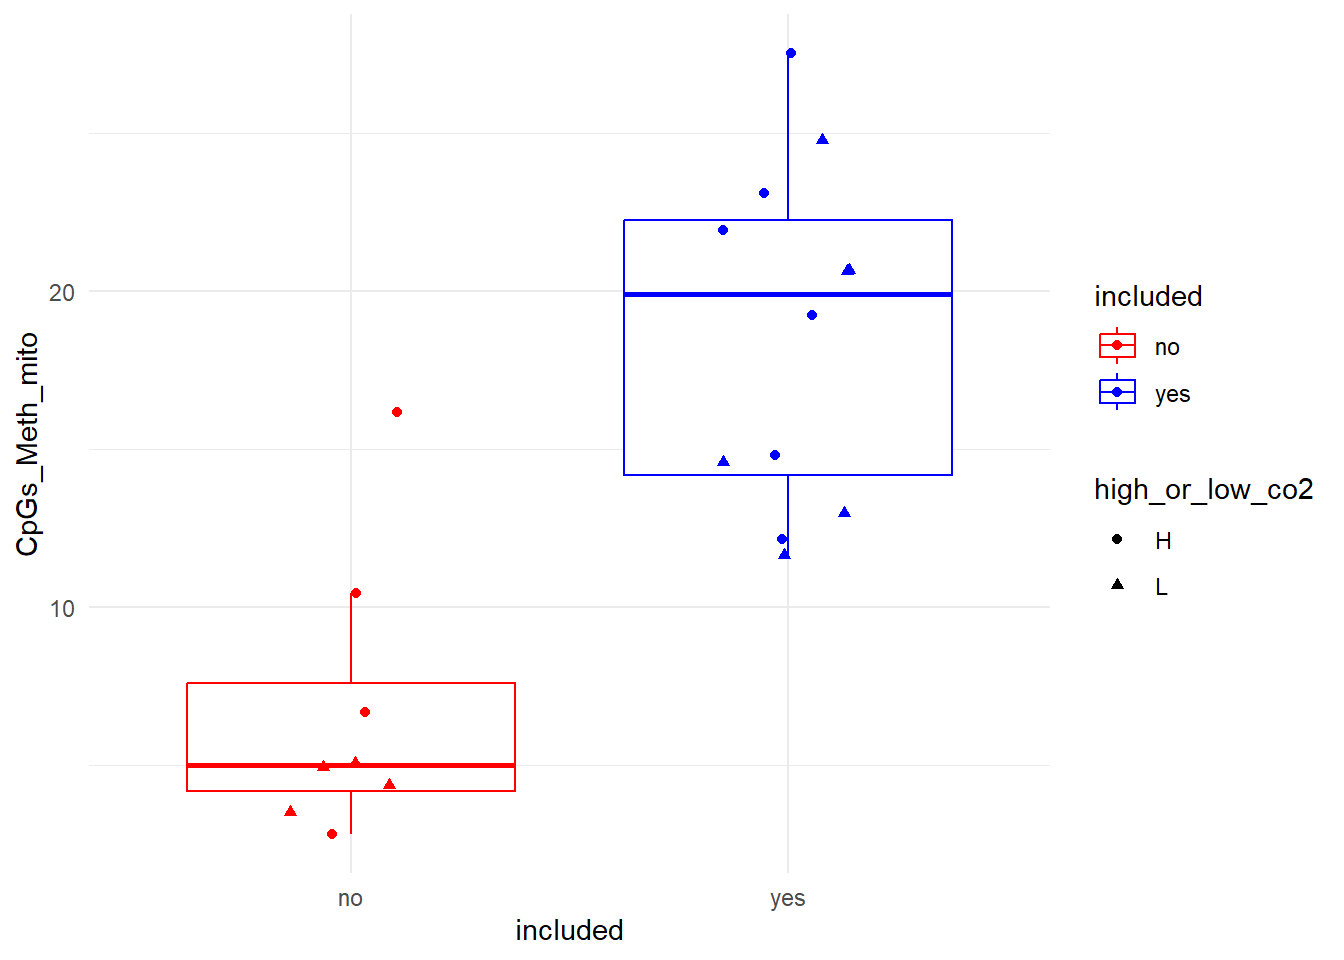 CpGs_Meth_mito
20
10
no
yes
included
included
no
yes
high_or_low_co2
H
L